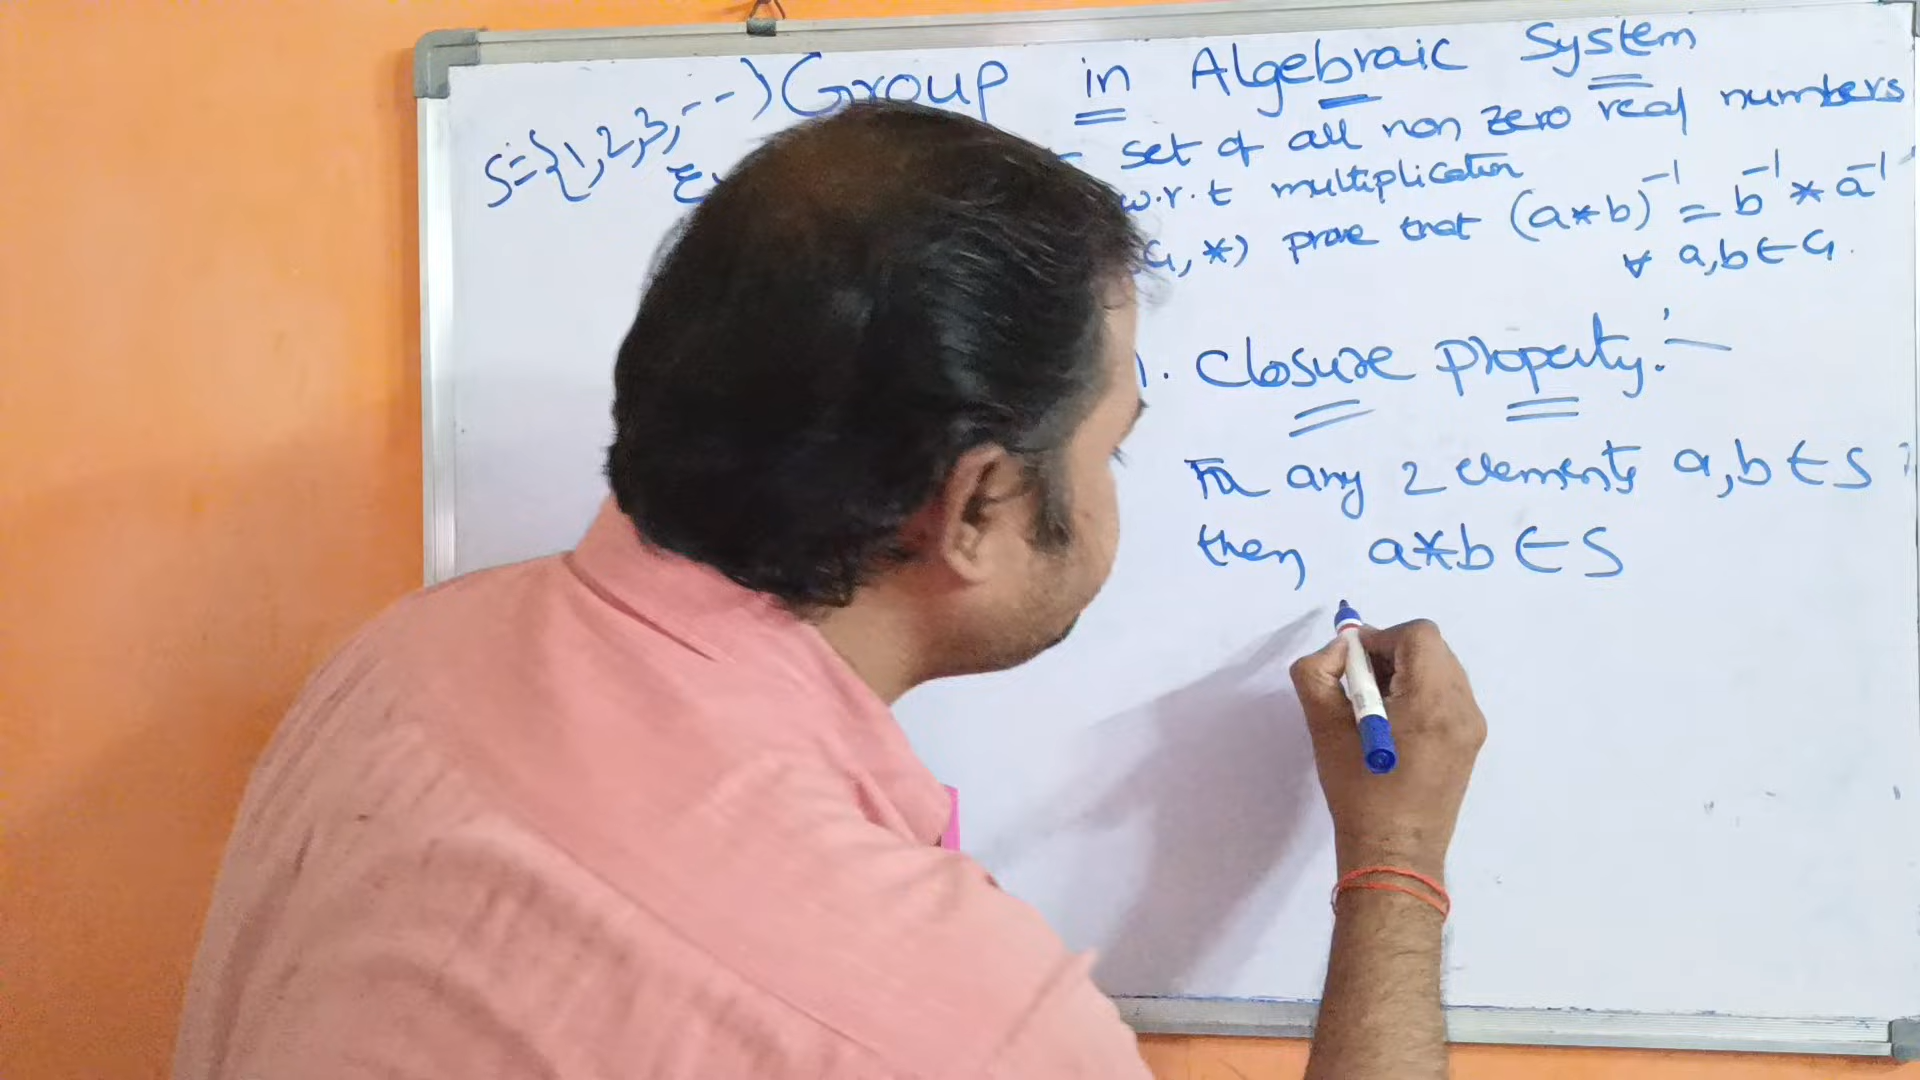 Group in Algebraic System
S={1,2,3,--)
set of all non zero real numbers
w.r.t multiplication
G, *) prove that (a*b)⁻¹ = b⁻¹ * a⁻¹
∀ a,b ∈ G.
1. Closure property:-
For any 2 elements a,b ∈ S
then a*b ∈ S